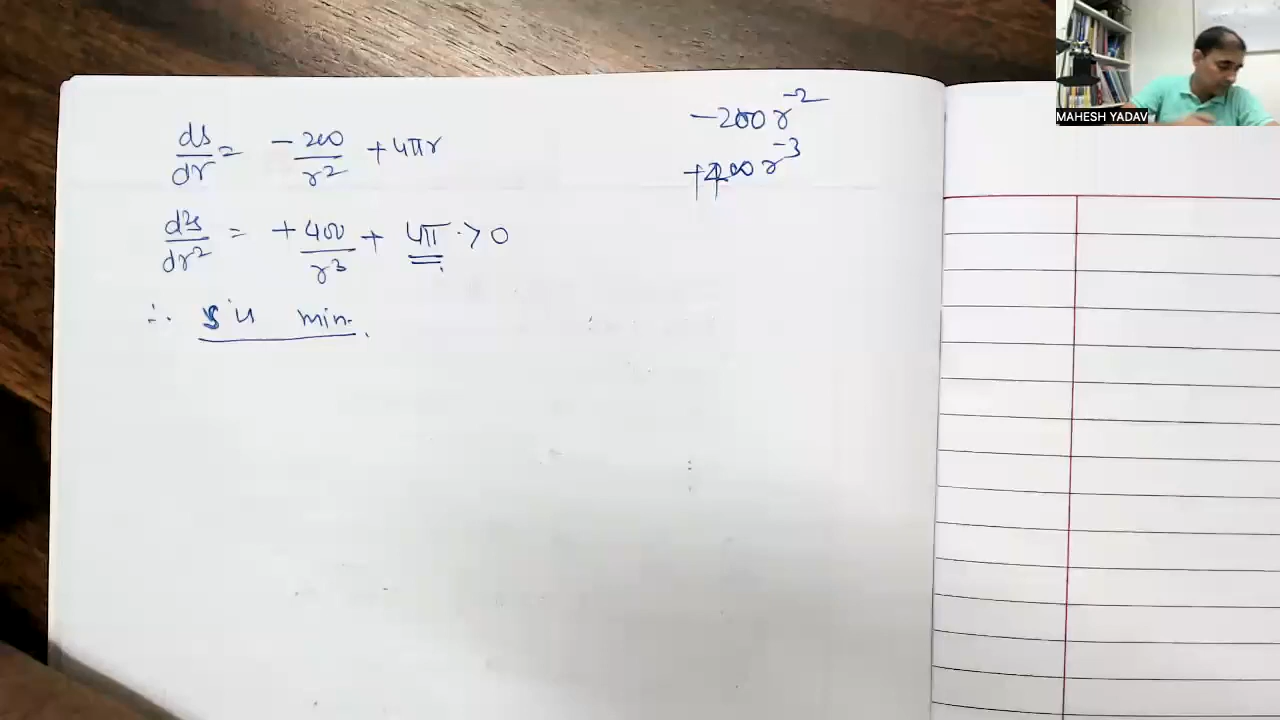 ds/dr = -200/r² + 4πr
d²s/dr² = + 400/r³ + 4π > 0
∴ S is min.
-200 r⁻²
+400 r⁻³
MAHESH YADAV